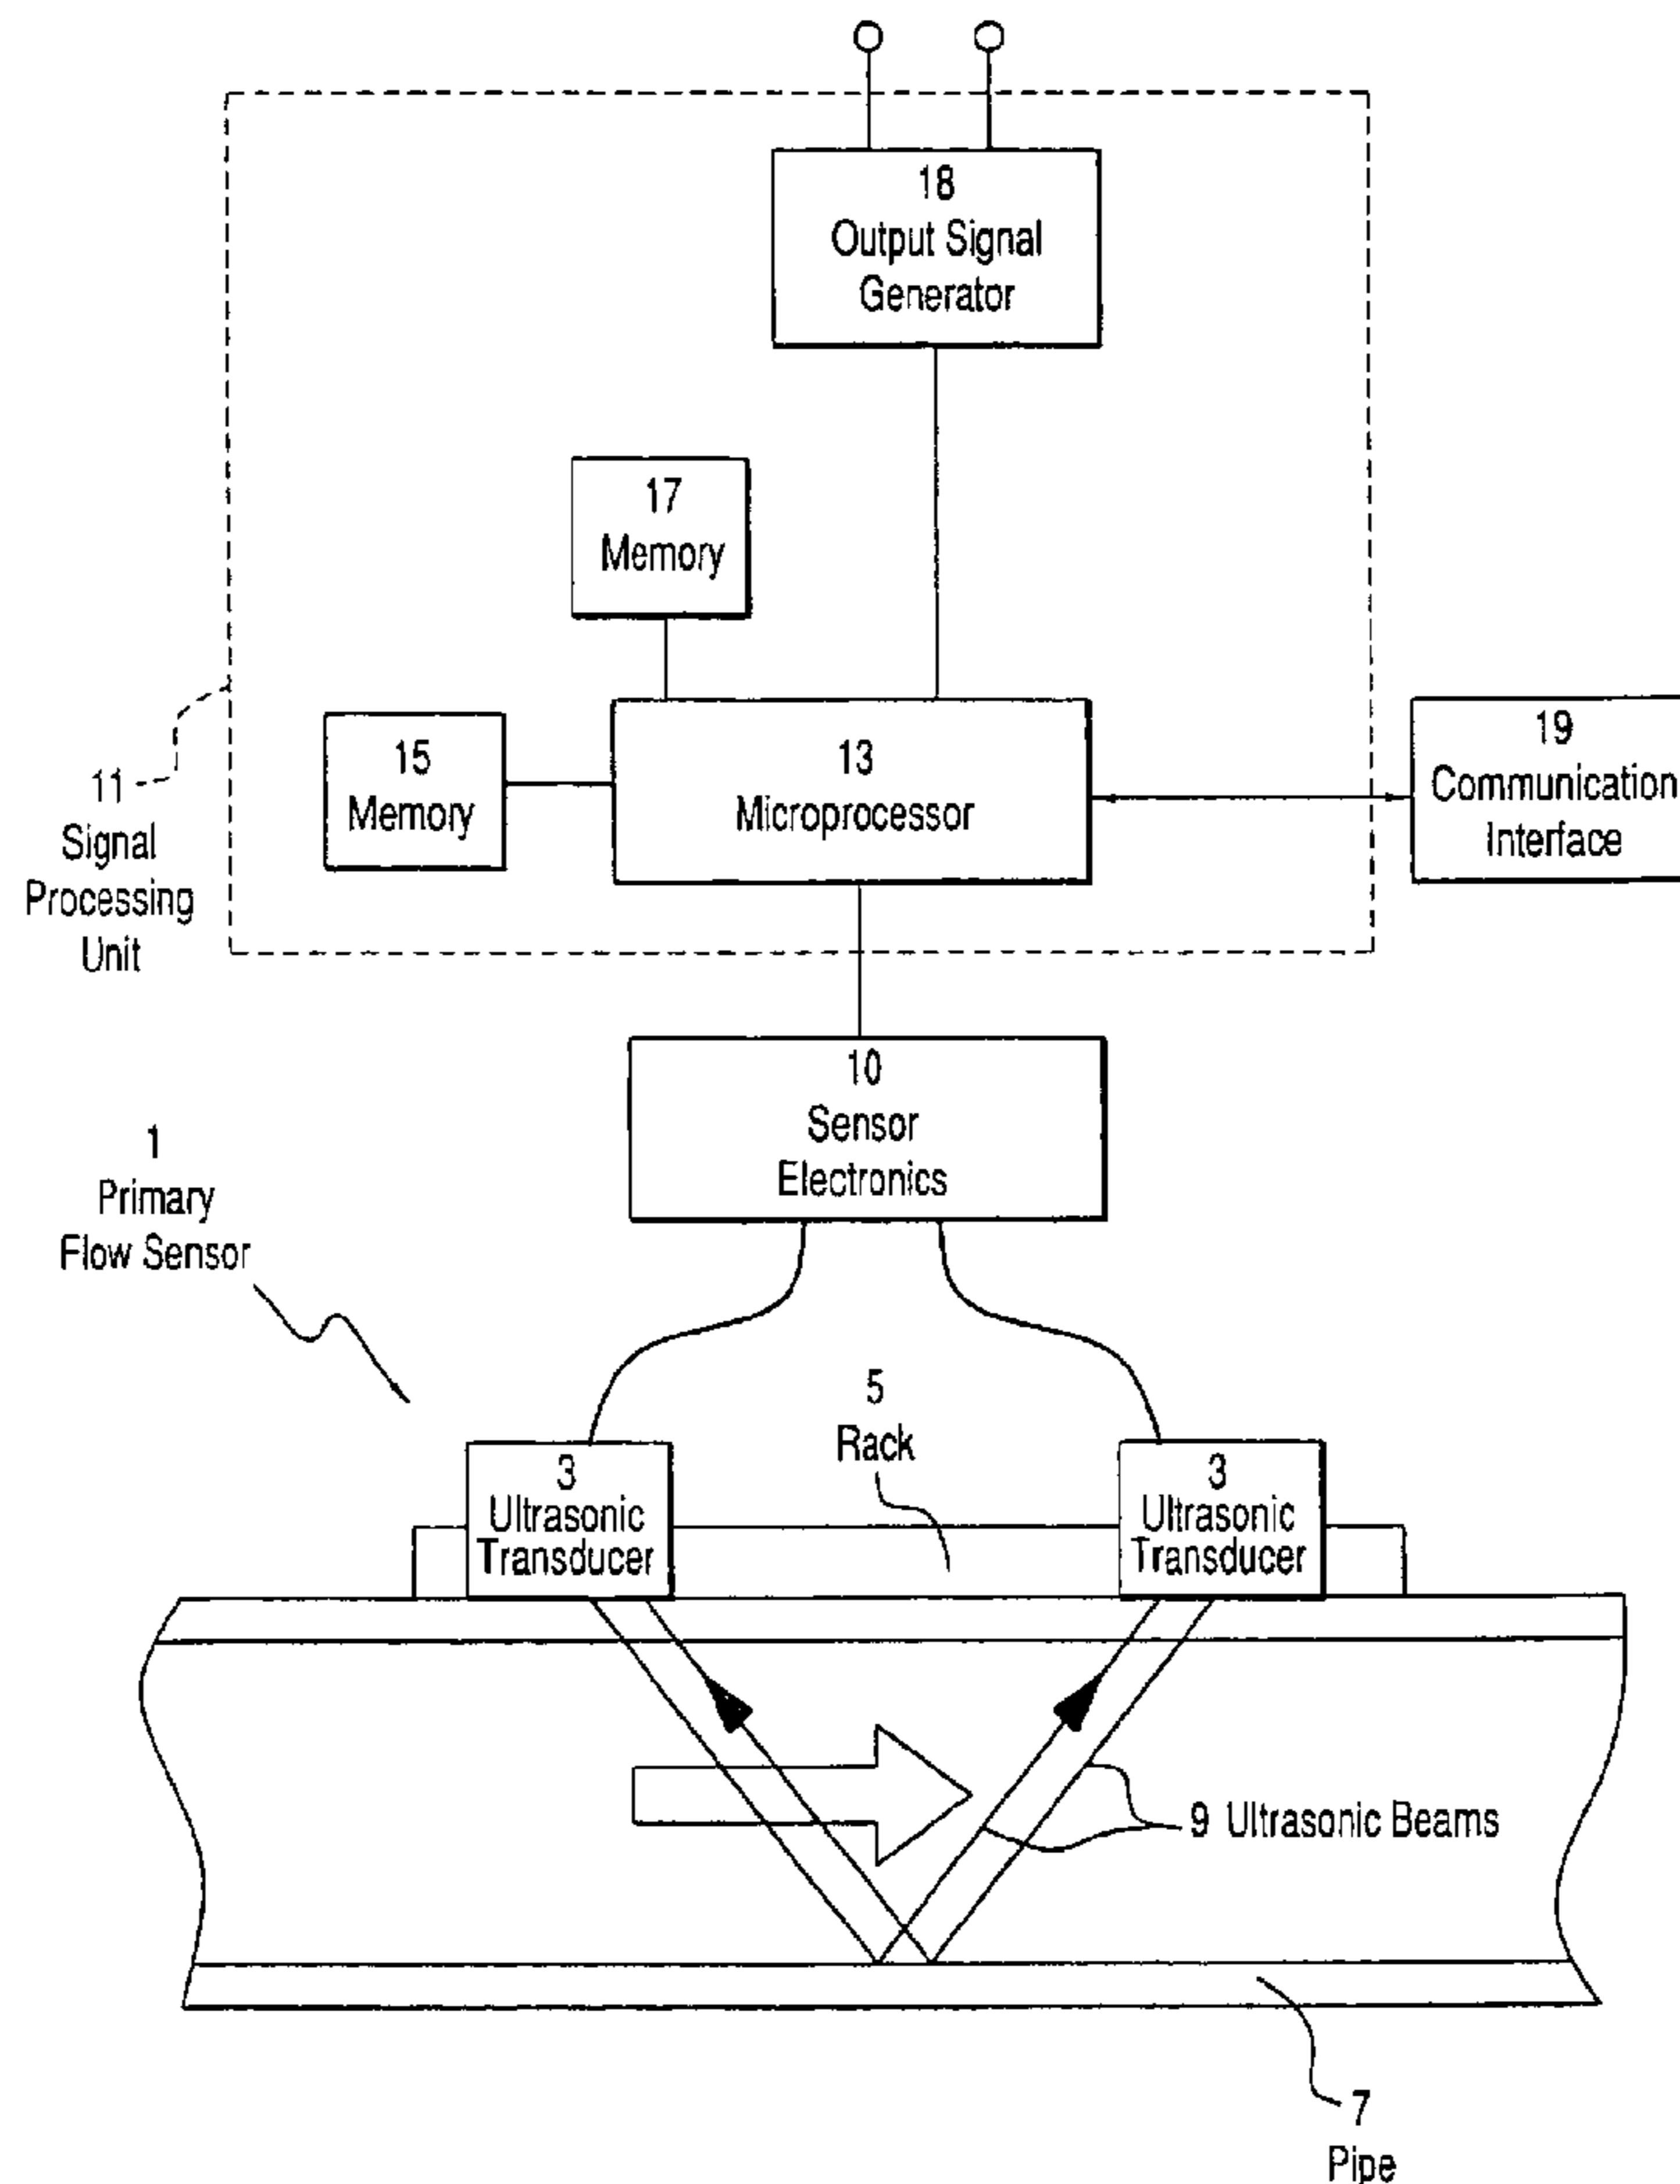 18
Output Signal
Generator
17
Memory
15
Memory
13
Microprocessor
19
Communication
Interface
11
Signal
Processing
Unit
10
Sensor
Electronics
1
Primary
Flow Sensor
5
Rack
3
Ultrasonic
Transducer
3
Ultrasonic
Transducer
9 Ultrasonic Beams
7
Pipe